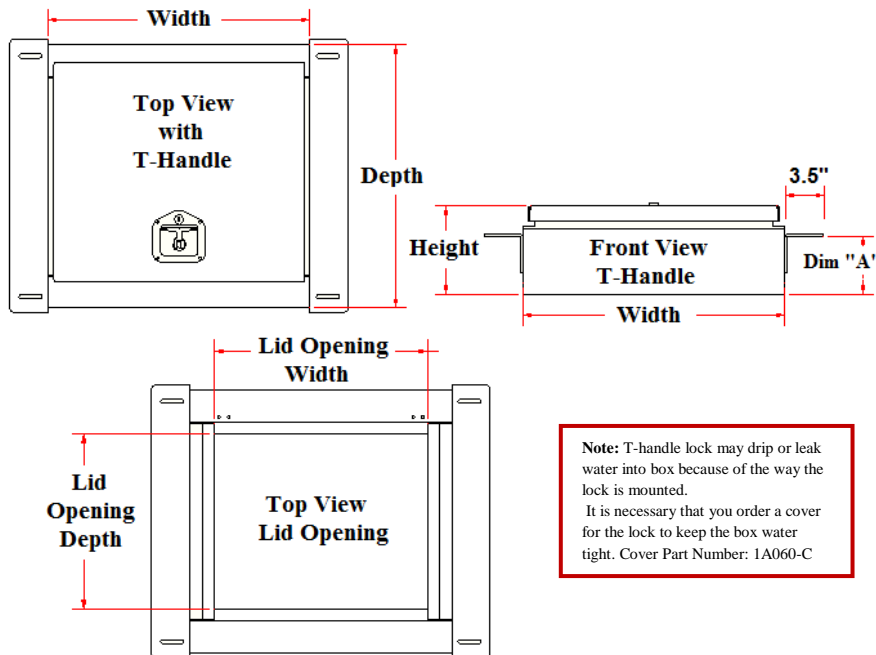 Width
Top View
with
T-Handle
Depth
3.5"
Height
Front View
T-Handle
Dim "A'
Width
Lid Opening
Width
Lid
Opening
Depth
Top View
Lid Opening
Note: T-handle lock may drip or leak
water into box because of the way the
lock is mounted.
It is necessary that you order a cover
for the lock to keep the box water
tight. Cover Part Number: 1A060-C